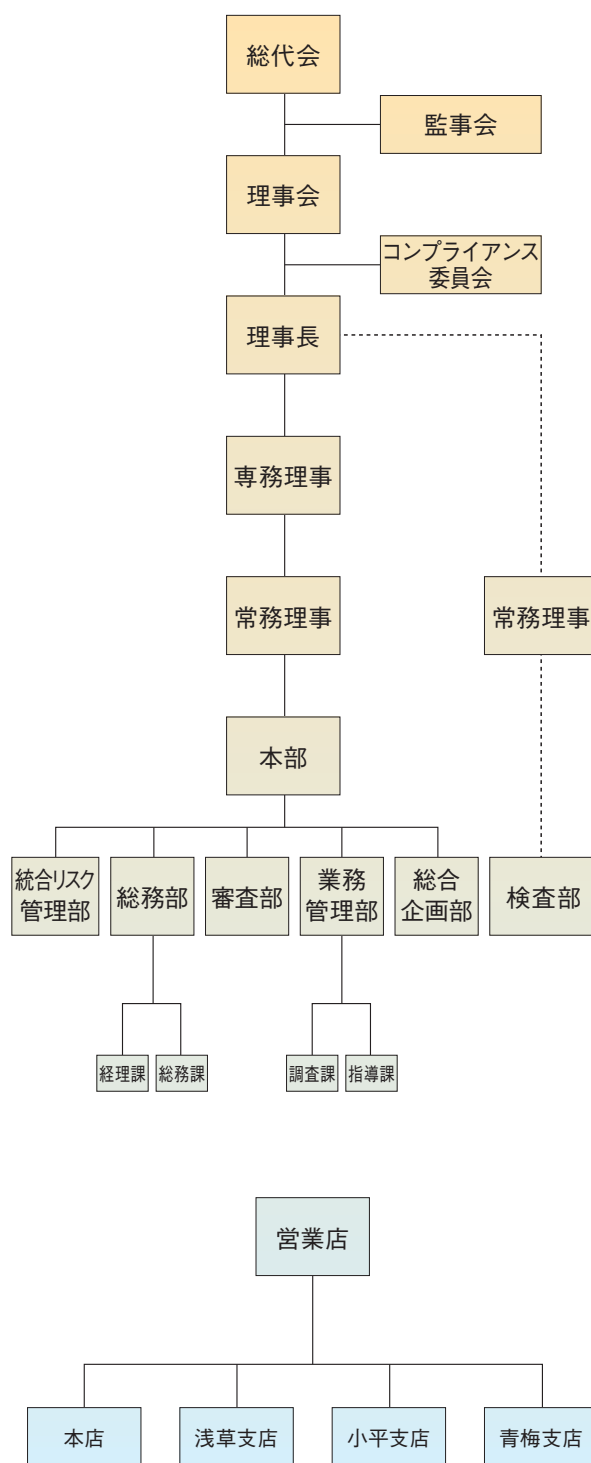 総代会
監事会
理事会
コンプライアンス
委員会
理事長
専務理事
常務理事
常務理事
本部
統合リスク
管理部
総務部
審査部
業務
管理部
総合
企画部
検査部
経理課
総務課
調査課
指導課
営業店
本店
浅草支店
小平支店
青梅支店